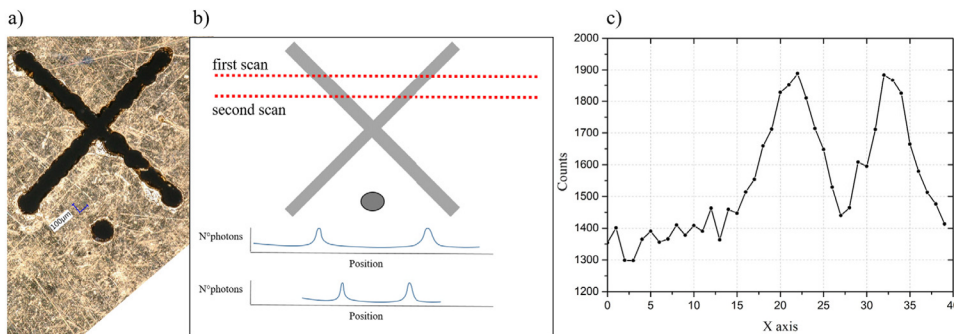 a)
100µm
b)
first scan
second scan
N°photons
Position
N°photons
Position
c)
2000
1900
1800
1700
1600
1500
1400
1300
1200
Counts
0 5 10 15 20 25 30 35 40
X axis